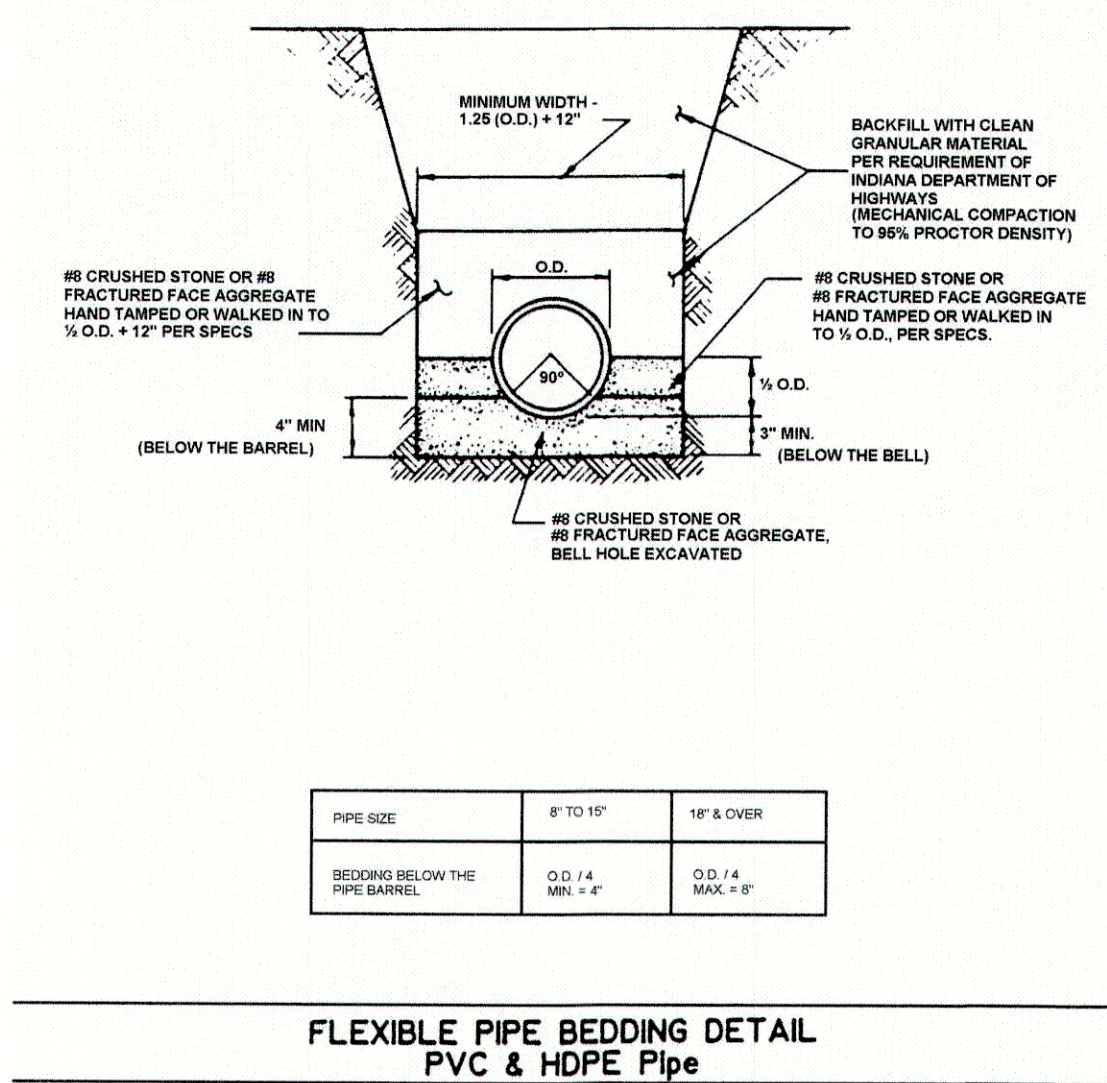 MINIMUM WIDTH -
1.25 (O.D.) + 12"
BACKFILL WITH CLEAN
GRANULAR MATERIAL
PER REQUIREMENT OF
INDIANA DEPARTMENT OF
HIGHWAYS
(MECHANICAL COMPACTION
TO 95% PROCTOR DENSITY)
#8 CRUSHED STONE OR #8
FRACTURED FACE AGGREGATE
HAND TAMPED OR WALKED IN TO
½ O.D. + 12" PER SPECS
O.D.
#8 CRUSHED STONE OR
#8 FRACTURED FACE AGGREGATE
HAND TAMPED OR WALKED IN
TO ½ O.D., PER SPECS.
90°
½ O.D.
4" MIN
(BELOW THE BARREL)
3" MIN.
(BELOW THE BELL)
#8 CRUSHED STONE OR
#8 FRACTURED FACE AGGREGATE,
BELL HOLE EXCAVATED
PIPE SIZE
8" TO 15"
18" & OVER
BEDDING BELOW THE
PIPE BARREL
O.D. / 4
MIN. = 4"
O.D. / 4
MAX. = 8"
FLEXIBLE PIPE BEDDING DETAIL
PVC & HDPE Pipe